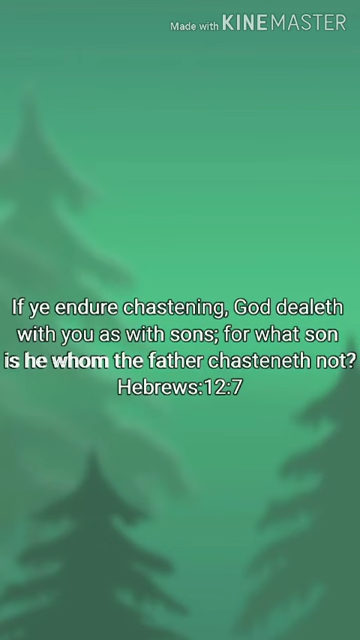 Made with KINEMASTER
If ye endure chastening, God dealeth
with you as with sons; for what son
is he whom the father chasteneth not?
Hebrews:12:7